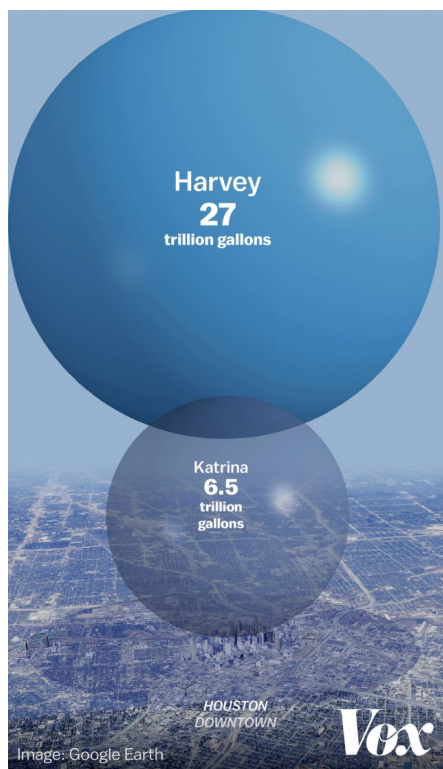 Harvey
27
trillion gallons
Katrina
6.5
trillion
gallons
HOUSTON
DOWNTOWN
Image: Google Earth
Vox